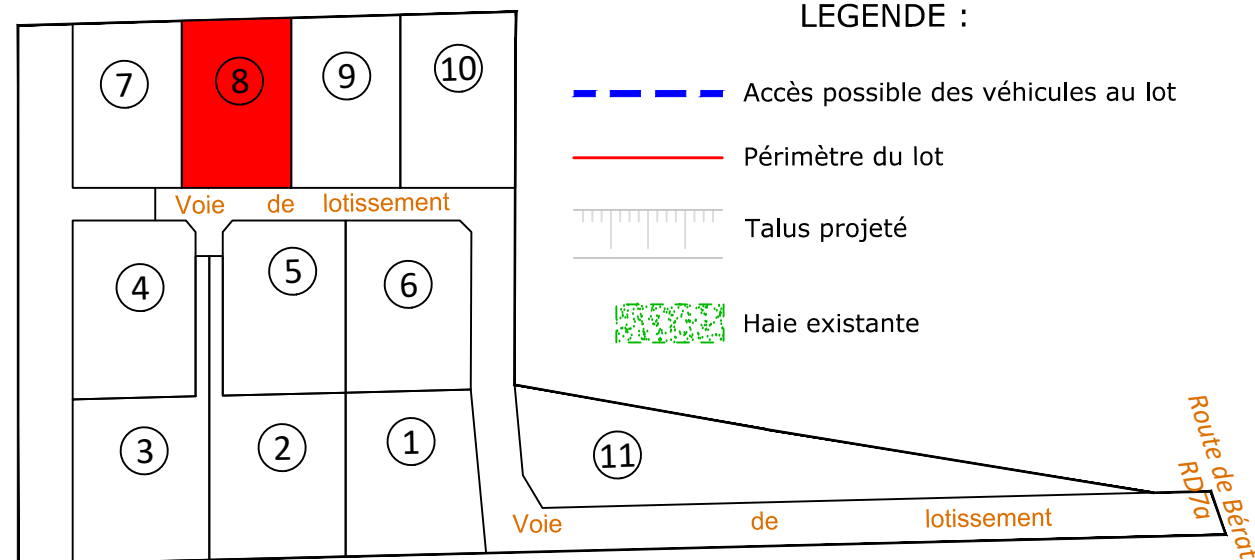 LEGENDE :
7
8
9
10
Accès possible des véhicules au lot
Périmètre du lot
Voie de lotissement
Talus projeté
4
5
6
Haie existante
3
2
1
11
Route de Bérat
RD7a
Voie de lotissement